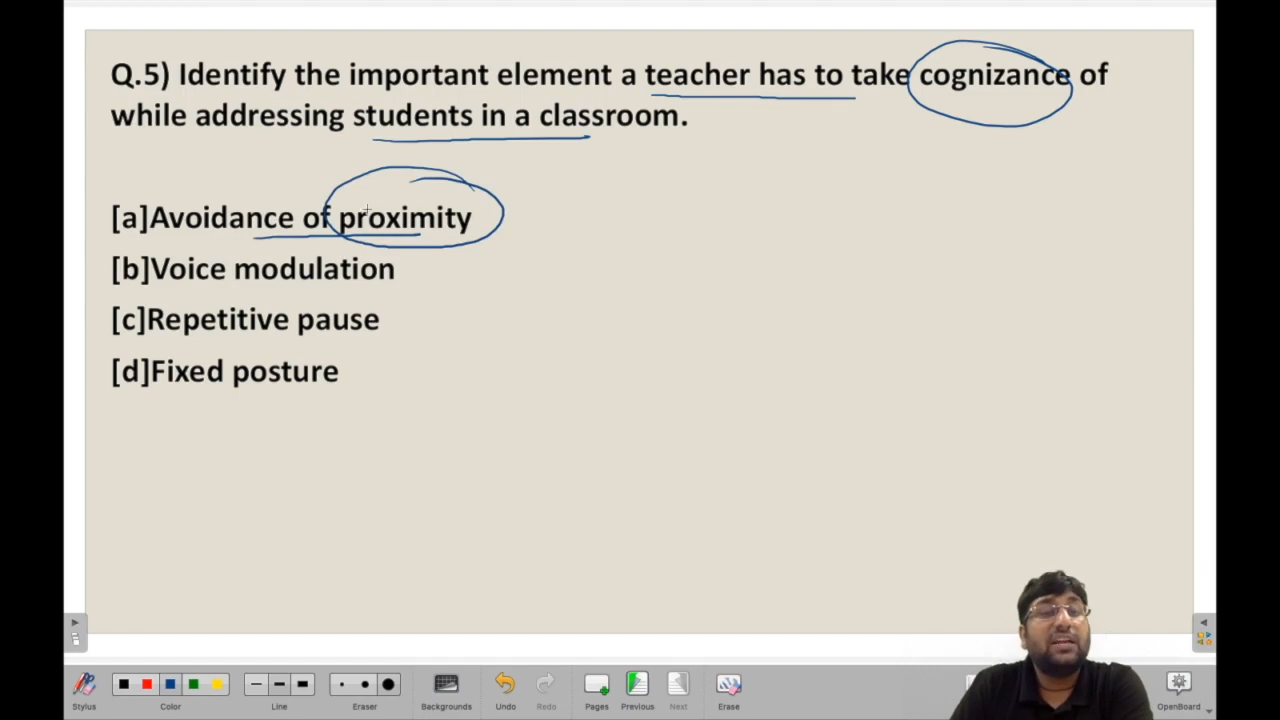 Q.5) Identify the important element a teacher has to take cognizance of
while addressing students in a classroom.
[a]Avoidance of proximity
[b]Voice modulation
[c]Repetitive pause
[d]Fixed posture
Stylus
Color
Line
Eraser
Backgrounds
Undo
Redo
Pages
Previous
Next
Erase
OpenBoard